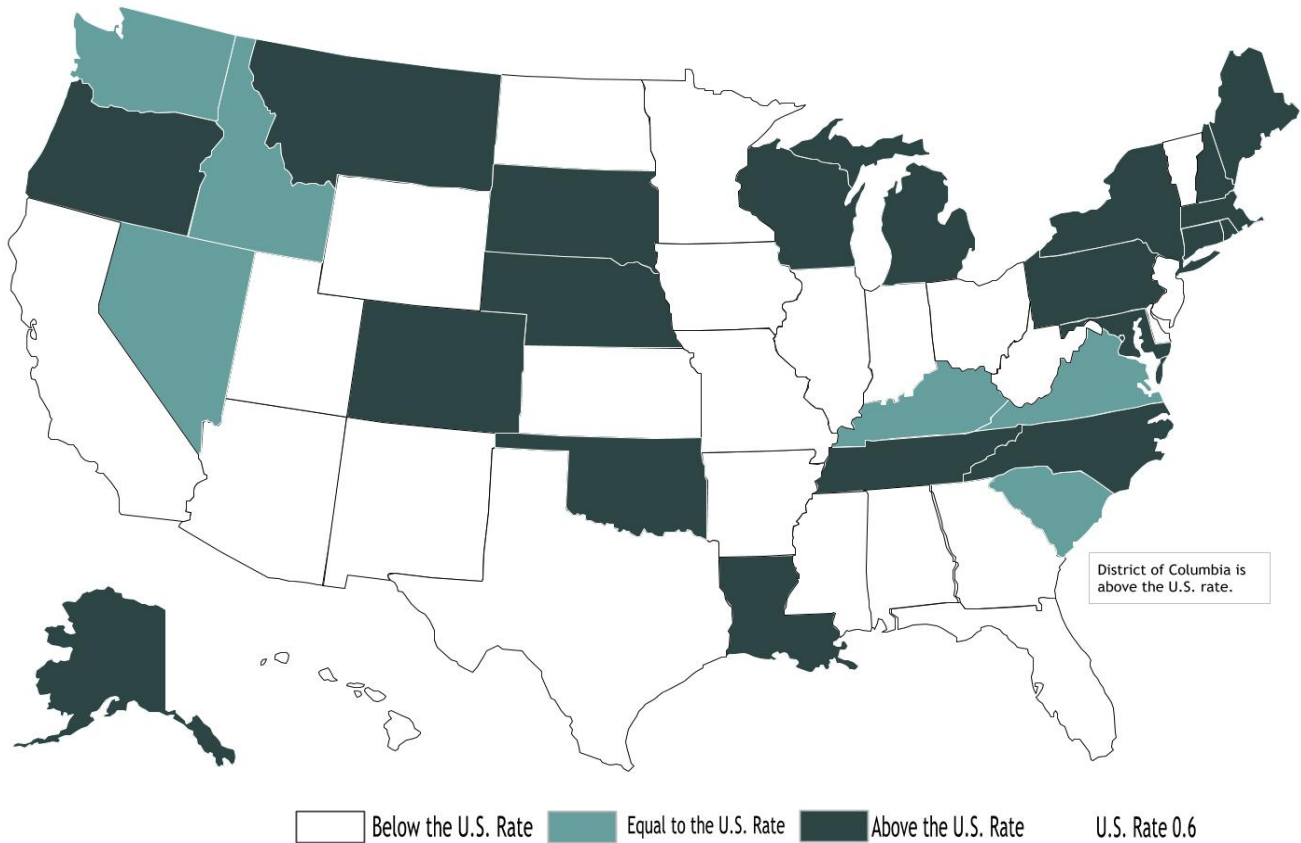 District of Columbia is
above the U.S. rate.
Below the U.S. Rate
Equal to the U.S. Rate
Above the U.S. Rate
U.S. Rate 0.6